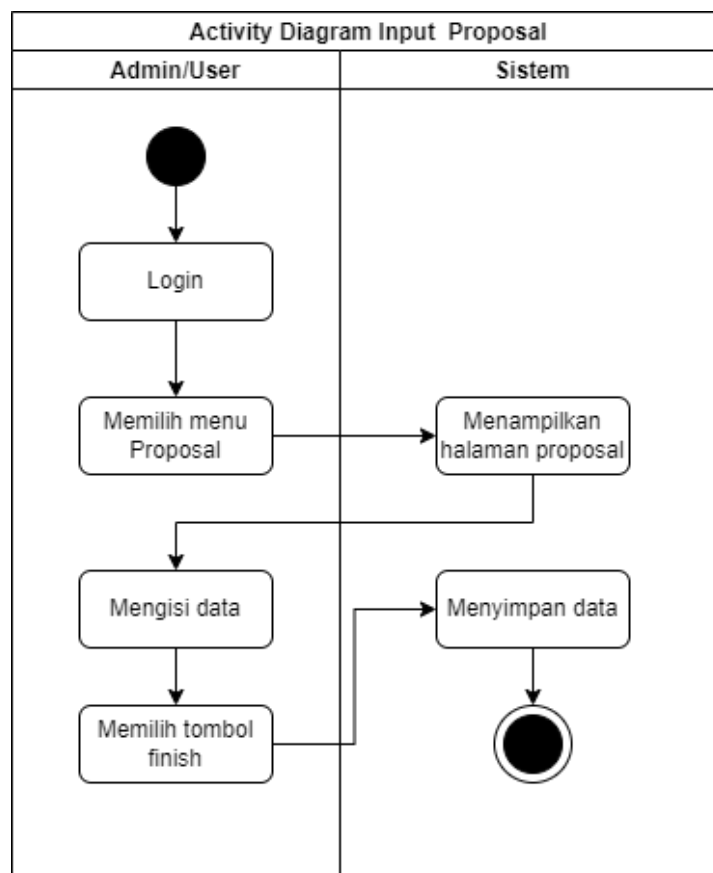 Activity Diagram Input Proposal
Admin/User
Sistem
Login
Memilih menu
Proposal
Menampilkan
halaman proposal
Mengisi data
Menyimpan data
Memilih tombol
finish